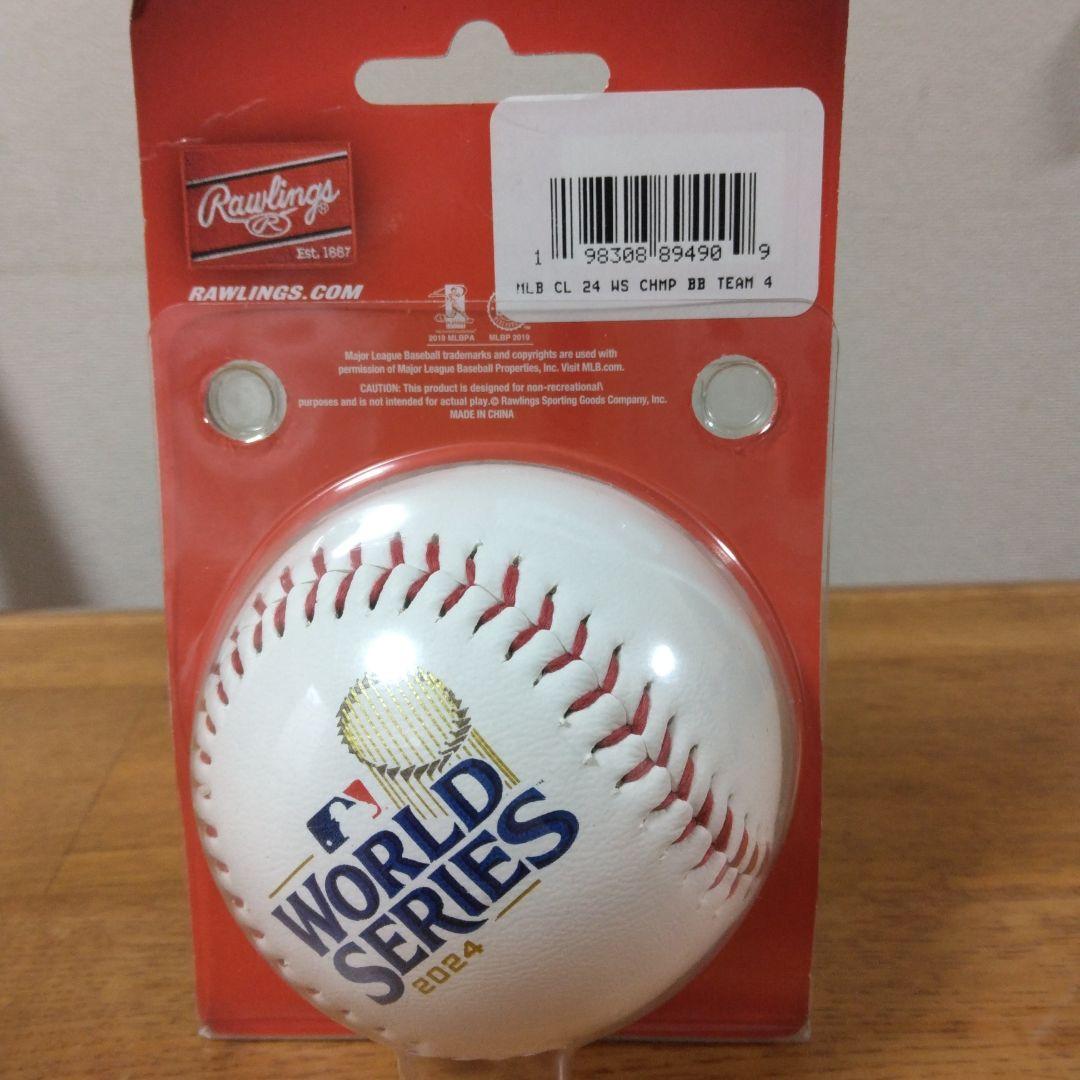 Rawlings®
R
Est. 1887
RAWLINGS.COM
1 98308 89490 9
MLB CL 24 WS CHMP BB TEAM 4
2019 MLBPA MLBP 2019
Major League Baseball trademarks and copyrights are used with
permission of Major League Baseball Properties, Inc. Visit MLB.com.
CAUTION: This product is designed for non-recreational\
purposes and is not intended for actual play.© Rawlings Sporting Goods Company, Inc.
MADE IN CHINA
WORLD
SERIES
2024